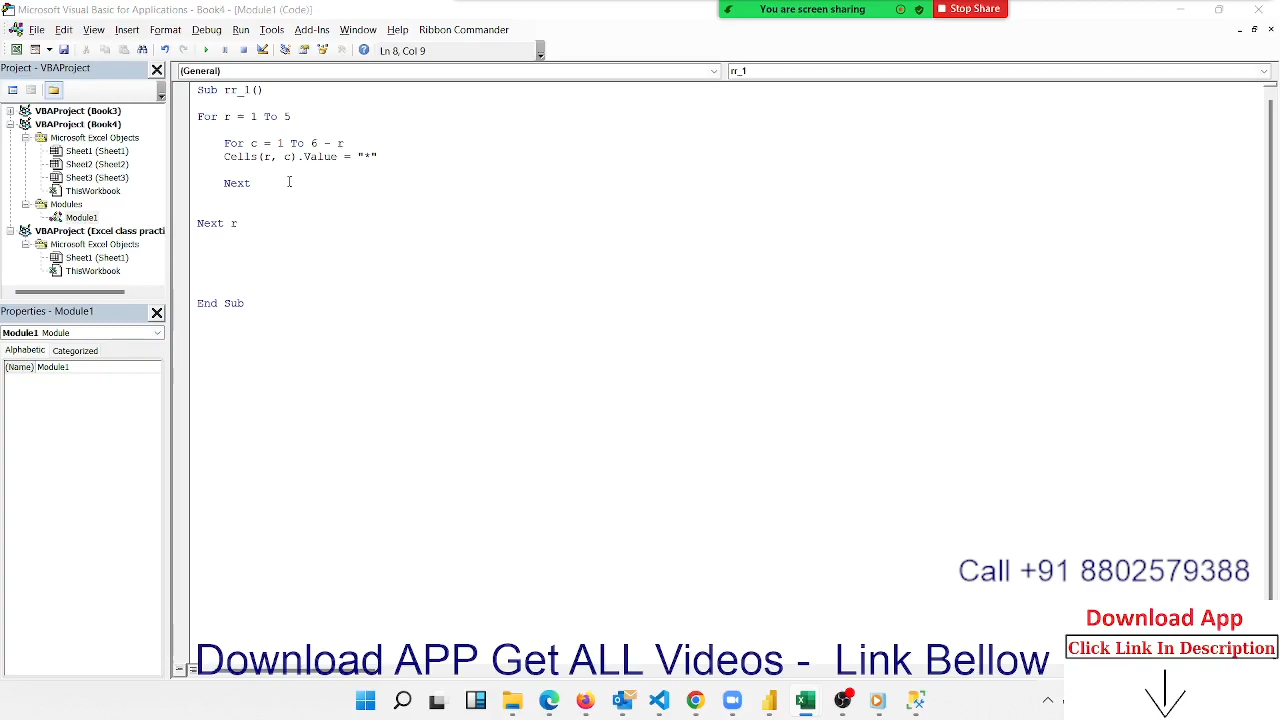 Microsoft Visual Basic for Applications - Book4 - [Module1 (Code)]
You are screen sharing
Stop Share
File Edit View Insert Format Debug Run Tools Add-Ins Window Help Ribbon Commander
Ln 8, Col 9
Project - VBAProject
(General)
rr_1
VBAProject (Book3)
VBAProject (Book4)
Microsoft Excel Objects
Sheet1 (Sheet1)
Sheet2 (Sheet2)
Sheet3 (Sheet3)
ThisWorkbook
Modules
Module1
VBAProject (Excel class practi
Microsoft Excel Objects
Sheet1 (Sheet1)
ThisWorkbook
Properties - Module1
Module1 Module
Alphabetic Categorized
(Name) Module1
Sub rr_1()
For r = 1 To 5
For c = 1 To 6 - r
Cells(r, c).Value = "*"
Next
Next r
End Sub
Call +91 8802579388
Download App
Click Link In Description
Download APP Get ALL Videos - Link Bellow